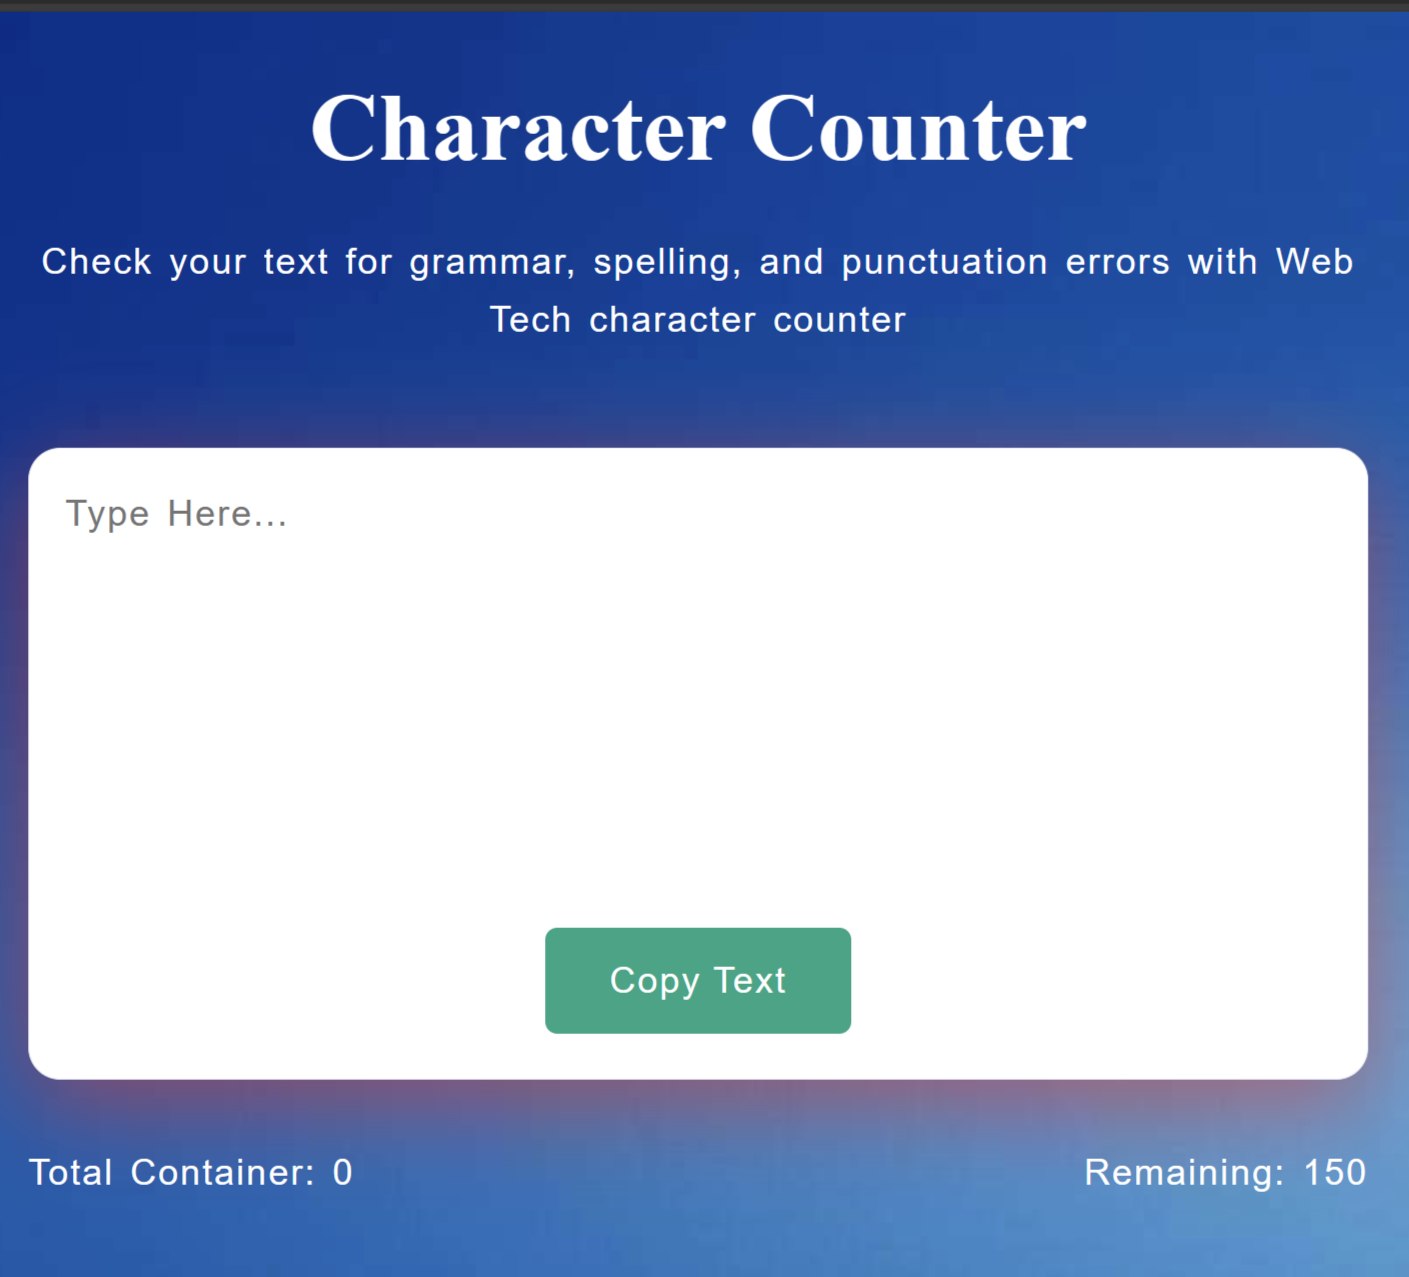 Character Counter
Check your text for grammar, spelling, and punctuation errors with Web
Tech character counter
Type Here...
Copy Text
Total Container: 0
Remaining: 150